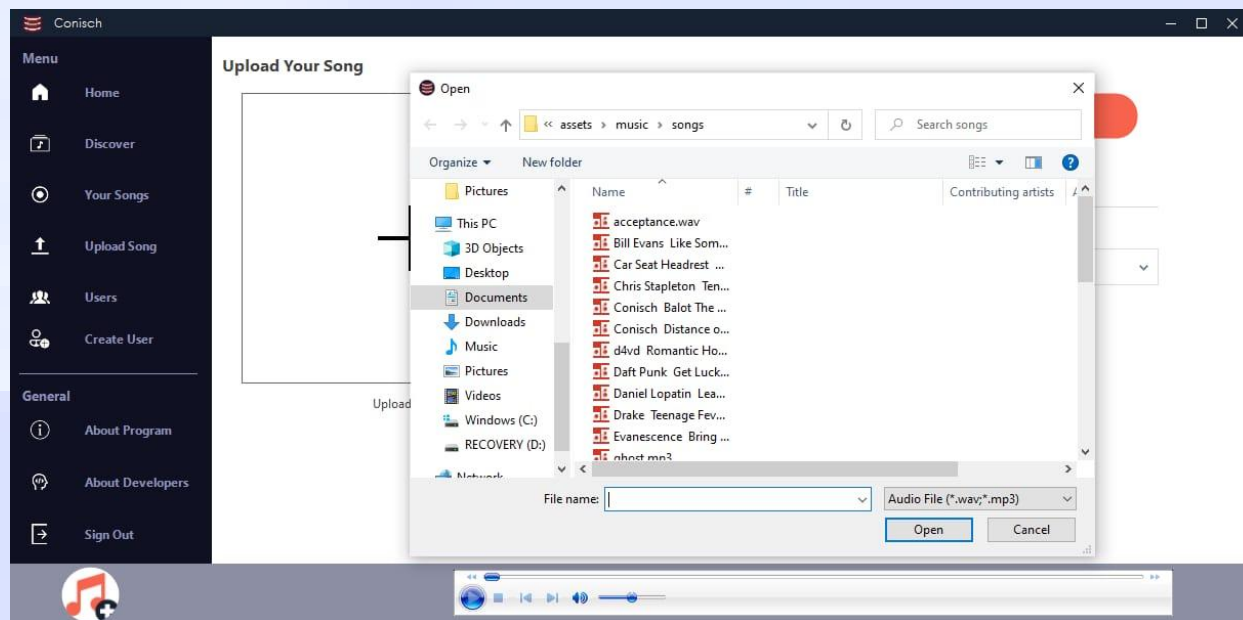 Conisch
Menu
Home
Discover
Your Songs
Upload Song
Users
Create User
General
About Program
About Developers
Sign Out
Upload Your Song
Upload
Open
« assets > music > songs
Search songs
Organize
New folder
Pictures
This PC
3D Objects
Desktop
Documents
Downloads
Music
Pictures
Videos
Windows (C:)
RECOVERY (D:)
Network
Name # Title Contributing artists
acceptance.wav
Bill Evans Like Som...
Car Seat Headrest ...
Chris Stapleton Ten...
Conisch Balot The ...
Conisch Distance o...
d4vd Romantic Ho...
Daft Punk Get Luck...
Daniel Lopatin Lea...
Drake Teenage Fev...
Evanescence Bring ...
ghost.mp3
File name:
Audio File (*.wav;*.mp3)
Open
Cancel